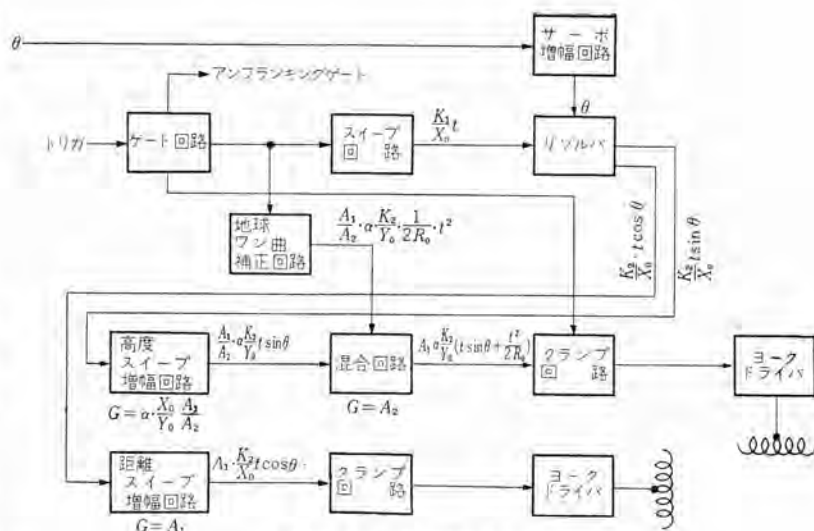 サーボ
増幅回路
θ
θ
アンブランキングゲート
トリガ
ゲート回路
スイープ
回路
K₁/X₀ t
リゾルバ
地球
ワン曲
補正回路
A₁/A₂・α・K₂/Y₀・1/2R₀・t²
K₂/X₀・t cos θ
K₂/X₀ t sin θ
高度
スイープ
増幅回路
A₁/A₂・α K₂/Y₀ t sin θ
混合回路
A₁ α K₂/Y₀ (t sin θ + t²/2R₀)
クランプ
回路
ヨーク
ドライバ
G = α・X₀/Y₀ A₁/A₂
G = A₂
距離
スイープ
増幅回路
A₁・K₂/X₀ t cos θ
クランプ
回路
ヨーク
ドライバ
G = A₁